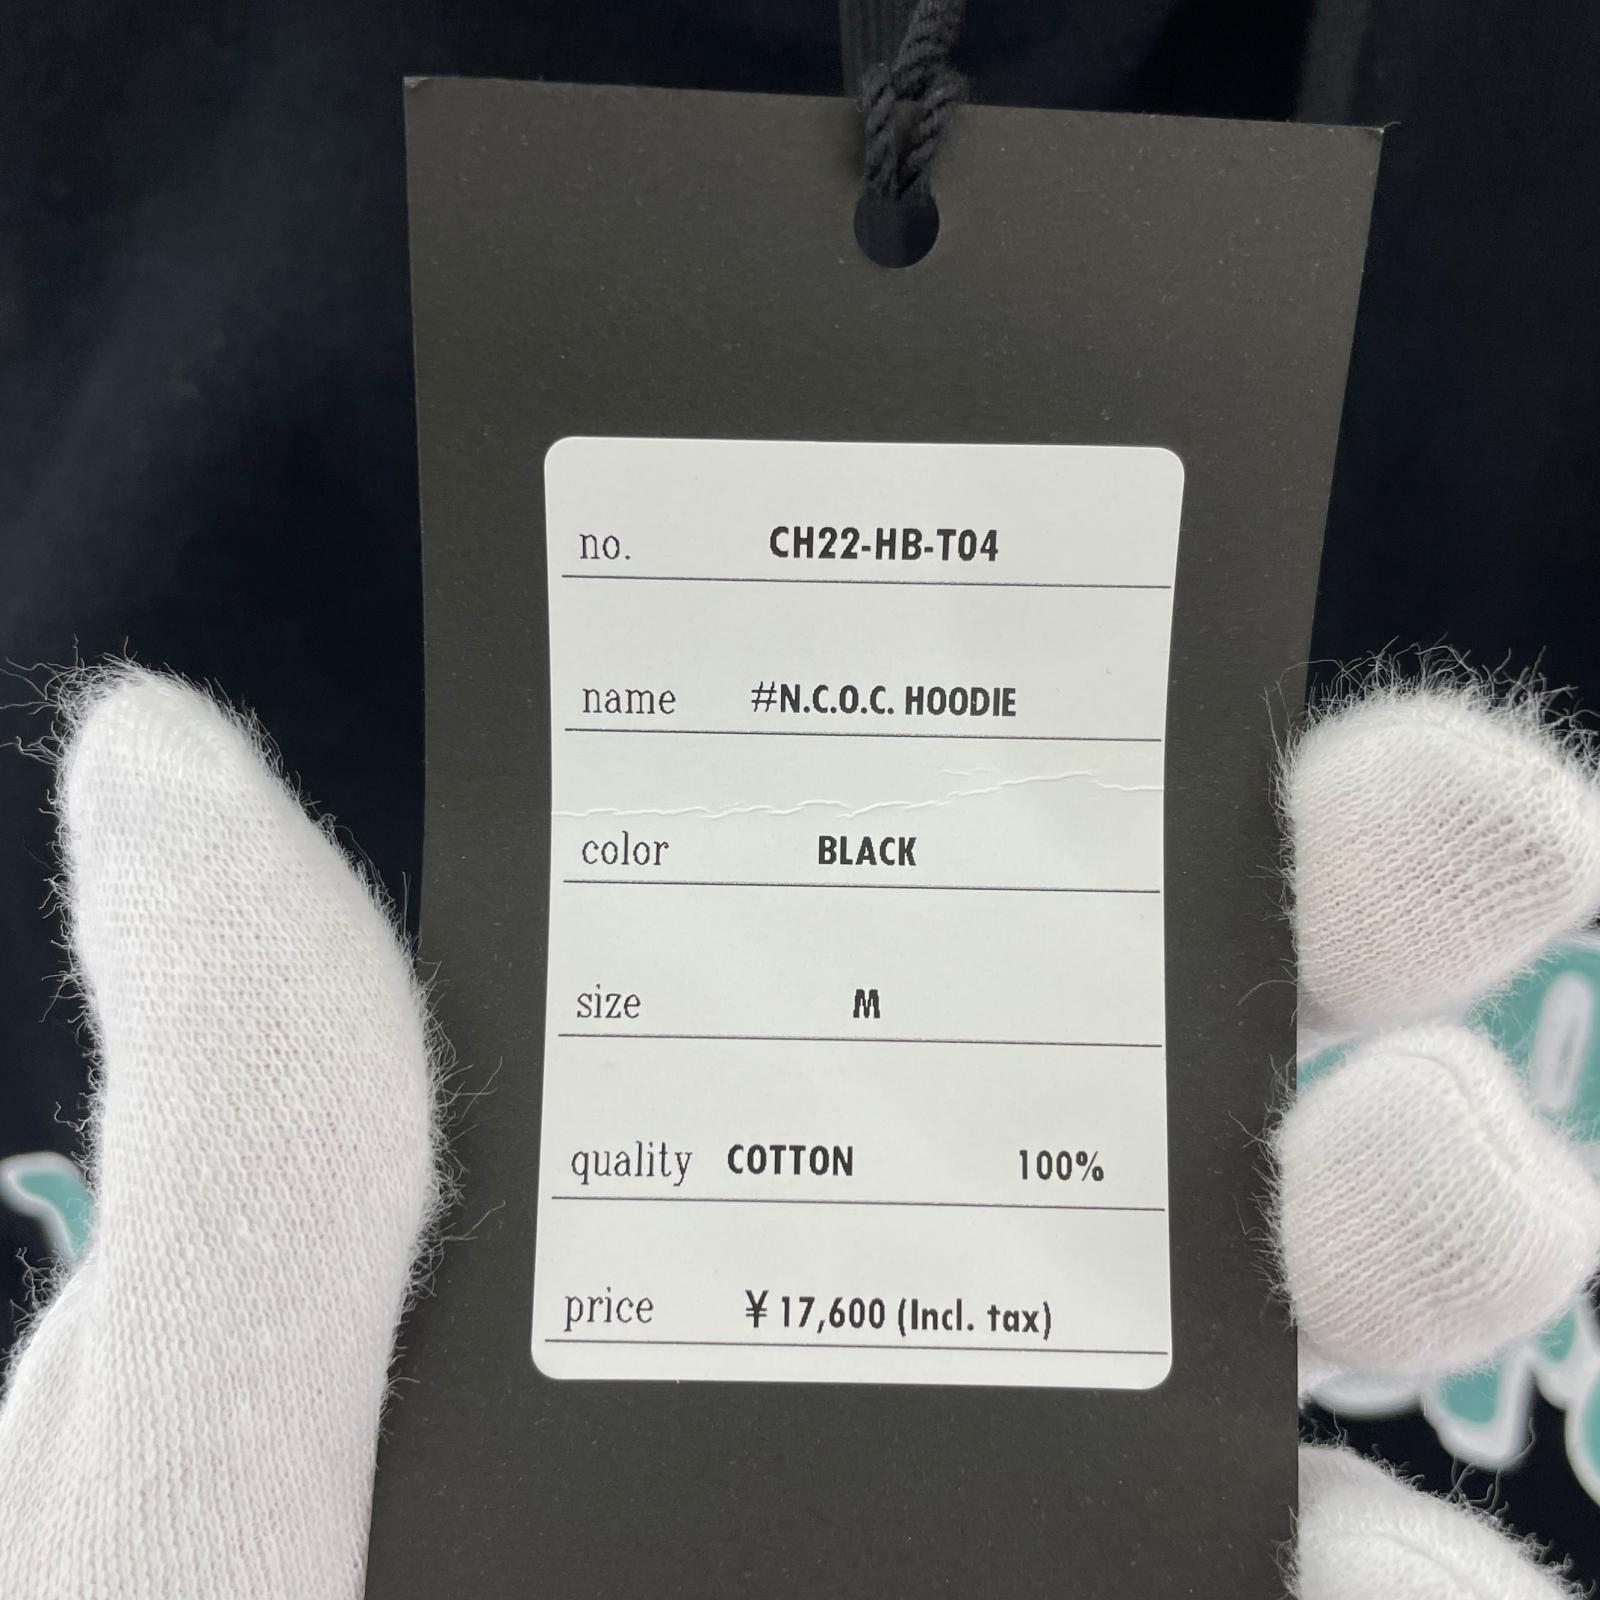 no. CH22-HB-T04
name #N.C.O.C. HOODIE
color BLACK
size M
quality COTTON 100%
price ¥ 17,600 (Incl. tax)